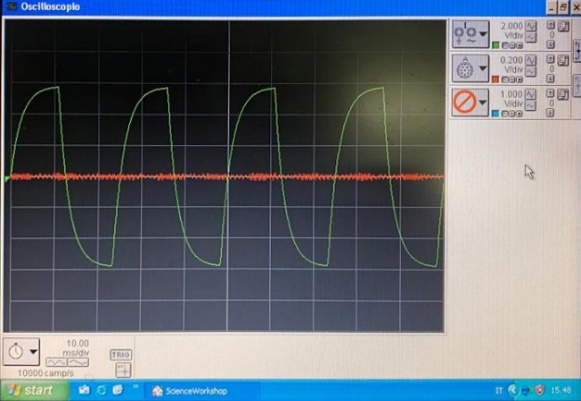 Oscilloscopio
2.000
V/div
0
0
0.200
V/div
0
0
1.000
V/div
0
0
10.00
ms/div
TRIG
10000 camp/s
start
ScienceWorkshop
IT
15.48